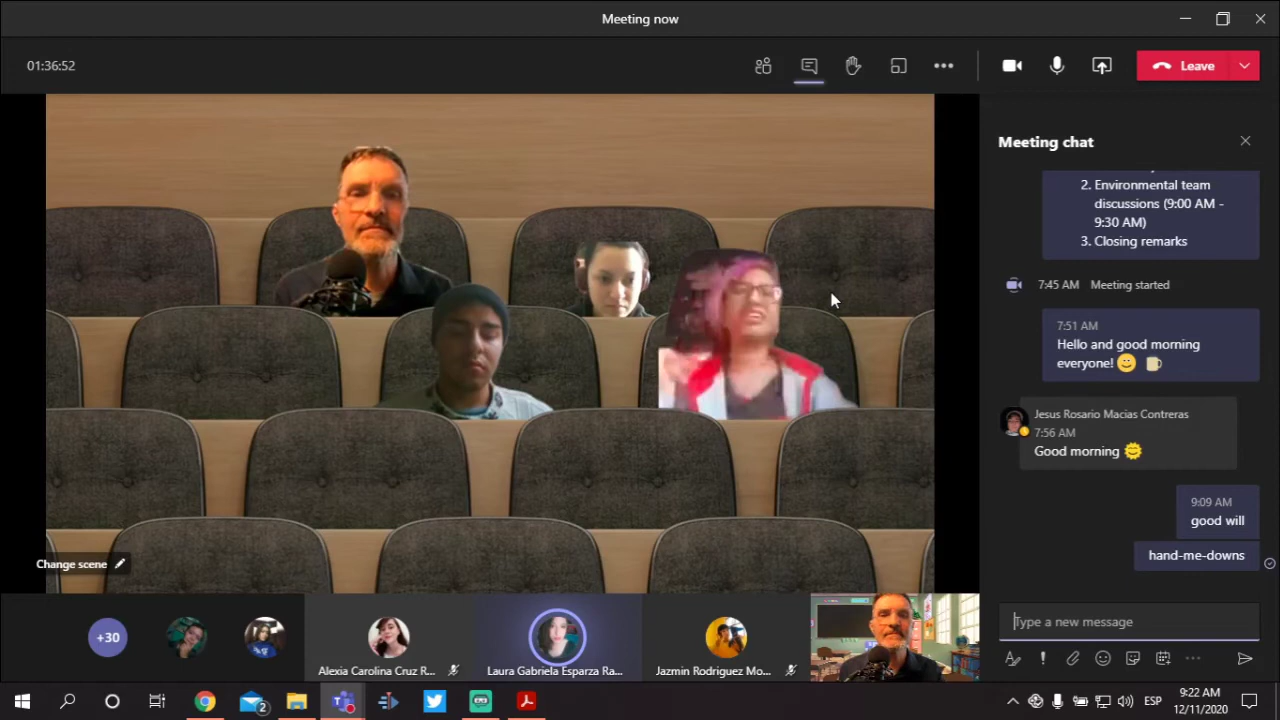 Meeting now
01:36:52
Leave
Meeting chat
2. Environmental team
discussions (9:00 AM -
9:30 AM)
3. Closing remarks
7:45 AM Meeting started
7:51 AM
Hello and good morning
everyone!
Jesus Rosario Macias Contreras
7:56 AM
Good morning
9:09 AM
good will
hand-me-downs
Type a new message
Change scene
+30
Alexia Carolina Cruz R...
Laura Gabriela Esparza Ra...
Jazmin Rodriguez Mo...
2
ESP
9:22 AM
12/11/2020